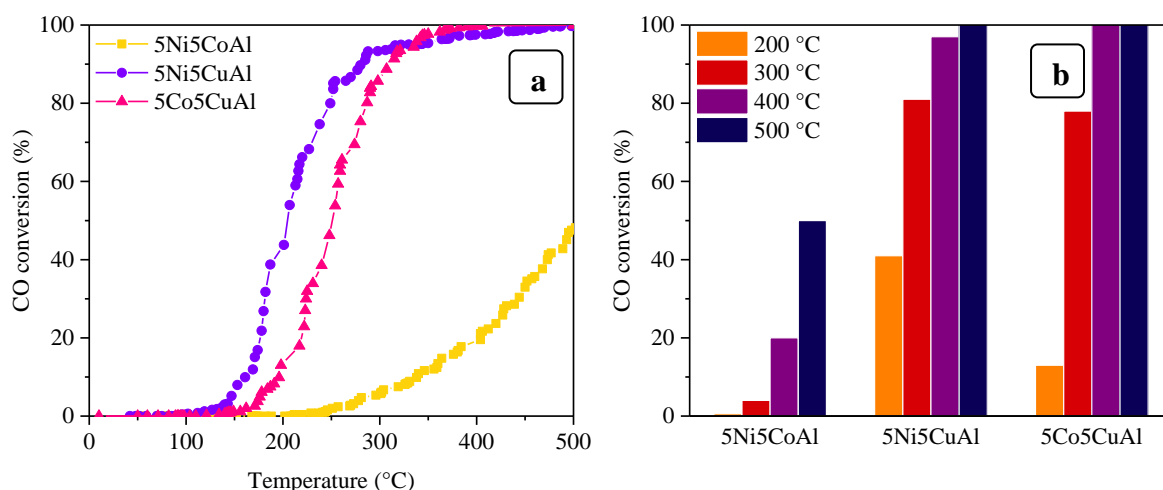 100
80
60
40
20
0
CO conversion (%)
5Ni5CoAl
5Ni5CuAl
5Co5CuAl
a
0 100 200 300 400 500
Temperature (°C)
100
80
60
40
20
0
CO conversion (%)
200 °C
300 °C
400 °C
500 °C
b
5Ni5CoAl 5Ni5CuAl 5Co5CuAl